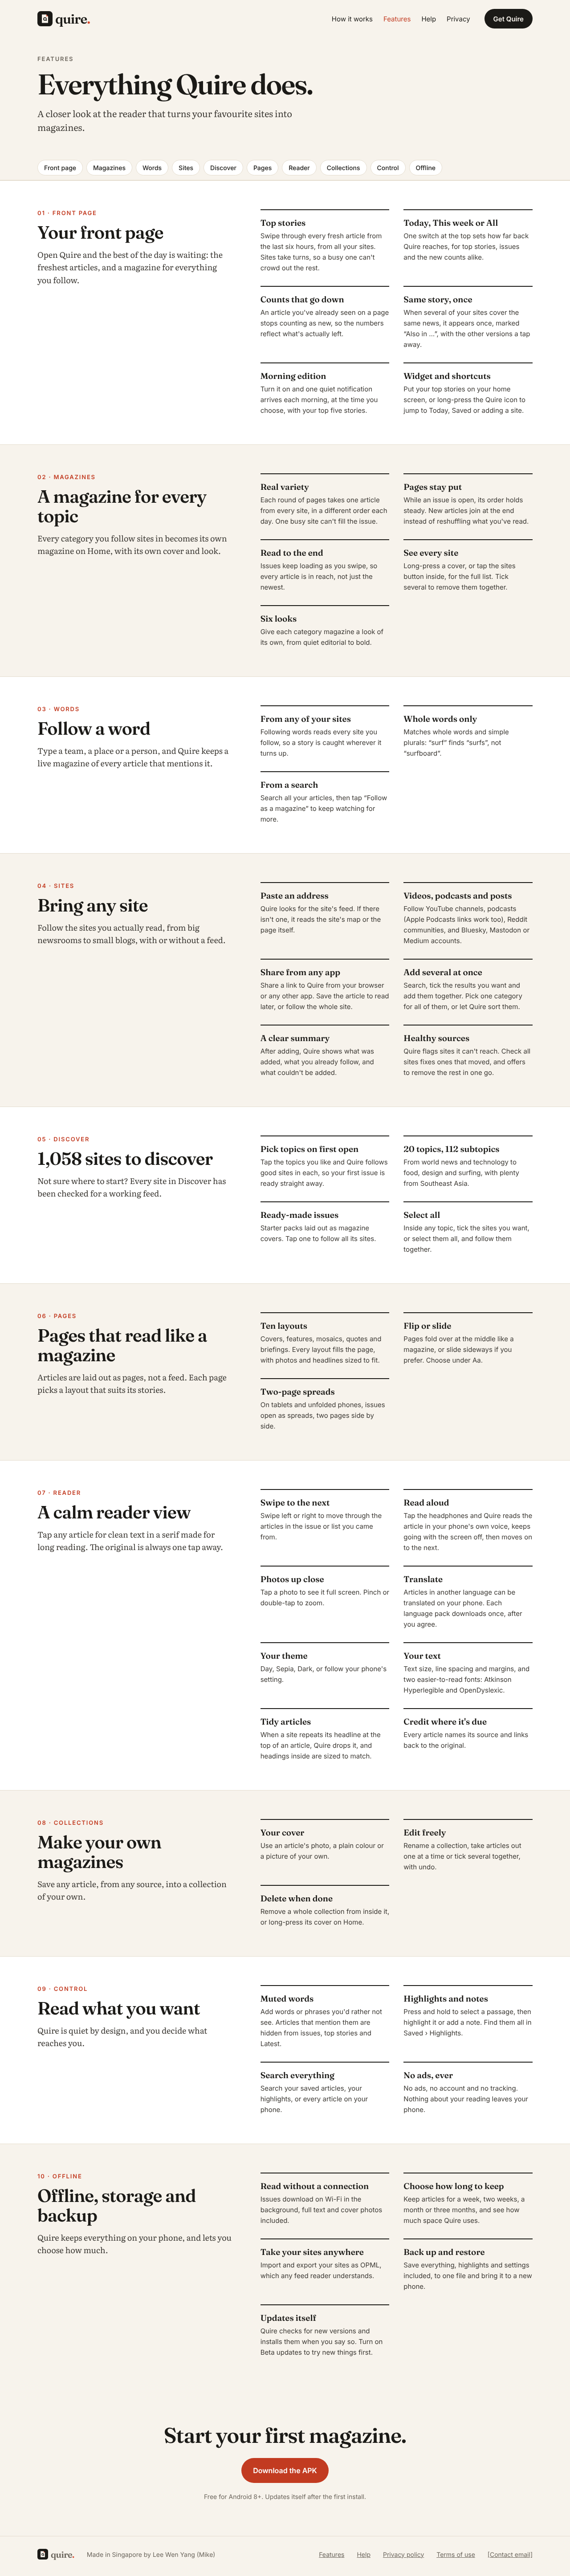 quire.
How it works
Features
Help
Privacy
Get Quire
FEATURES
Everything Quire does.
A closer look at the reader that turns your favourite sites into
magazines.
Front page
Magazines
Words
Sites
Discover
Pages
Reader
Collections
Control
Offline
01 · FRONT PAGE
Your front page
Open Quire and the best of the day is waiting: the
freshest articles, and a magazine for everything
you follow.
Top stories
Swipe through every fresh article from
the last six hours, from all your sites.
Sites take turns, so a busy one can't
crowd out the rest.
Today, This week or All
One switch at the top sets how far back
Quire reaches, for top stories, issues
and the new counts alike.
Counts that go down
An article you've already seen on a page
stops counting as new, so the numbers
reflect what's actually left.
Same story, once
When several of your sites cover the
same news, it appears once, marked
“Also in …”, with the other versions a tap
away.
Morning edition
Turn it on and one quiet notification
arrives each morning, at the time you
choose, with your top five stories.
Widget and shortcuts
Put your top stories on your home
screen, or long-press the Quire icon to
jump to Today, Saved or adding a site.
02 · MAGAZINES
A magazine for every
topic
Every category you follow sites in becomes its own
magazine on Home, with its own cover and look.
Real variety
Each round of pages takes one article
from every site, in a different order each
day. One busy site can't fill the issue.
Pages stay put
While an issue is open, its order holds
steady. New articles join at the end
instead of reshuffling what you've read.
Read to the end
Issues keep loading as you swipe, so
every article is in reach, not just the
newest.
See every site
Long-press a cover, or tap the sites
button inside, for the full list. Tick
several to remove them together.
Six looks
Give each category magazine a look of
its own, from quiet editorial to bold.
03 · WORDS
Follow a word
Type a team, a place or a person, and Quire keeps a
live magazine of every article that mentions it.
From any of your sites
Following words reads every site you
follow, so a story is caught wherever it
turns up.
Whole words only
Matches whole words and simple
plurals: “surf” finds “surfs”, not
“surfboard”.
From a search
Search all your articles, then tap “Follow
as a magazine” to keep watching for
more.
04 · SITES
Bring any site
Follow the sites you actually read, from big
newsrooms to small blogs, with or without a feed.
Paste an address
Quire looks for the site's feed. If there
isn't one, it reads the site's map or the
page itself.
Videos, podcasts and posts
Follow YouTube channels, podcasts
(Apple Podcasts links work too), Reddit
communities, and Bluesky, Mastodon or
Medium accounts.
Share from any app
Share a link to Quire from your browser
or any other app. Save the article to read
later, or follow the whole site.
Add several at once
Search, tick the results you want and
add them together. Pick one category
for all of them, or let Quire sort them.
A clear summary
After adding, Quire shows what was
added, what you already follow, and
what couldn't be added.
Healthy sources
Quire flags sites it can't reach. Check all
sites fixes ones that moved, and offers
to remove the rest in one go.
05 · DISCOVER
1,058 sites to discover
Not sure where to start? Every site in Discover has
been checked for a working feed.
Pick topics on first open
Tap the topics you like and Quire follows
good sites in each, so your first issue is
ready straight away.
20 topics, 112 subtopics
From world news and technology to
food, design and surfing, with plenty
from Southeast Asia.
Ready-made issues
Starter packs laid out as magazine
covers. Tap one to follow all its sites.
Select all
Inside any topic, tick the sites you want,
or select them all, and follow them
together.
06 · PAGES
Pages that read like a
magazine
Articles are laid out as pages, not a feed. Each page
picks a layout that suits its stories.
Ten layouts
Covers, features, mosaics, quotes and
briefings. Every layout fills the page,
with photos and headlines sized to fit.
Flip or slide
Pages fold over at the middle like a
magazine, or slide sideways if you
prefer. Choose under Aa.
Two-page spreads
On tablets and unfolded phones, issues
open as spreads, two pages side by
side.
07 · READER
A calm reader view
Tap any article for clean text in a serif made for
long reading. The original is always one tap away.
Swipe to the next
Swipe left or right to move through the
articles in the issue or list you came
from.
Read aloud
Tap the headphones and Quire reads the
article in your phone's own voice, keeps
going with the screen off, then moves on
to the next.
Photos up close
Tap a photo to see it full screen. Pinch or
double-tap to zoom.
Translate
Articles in another language can be
translated on your phone. Each
language pack downloads once, after
you agree.
Your theme
Day, Sepia, Dark, or follow your phone's
setting.
Your text
Text size, line spacing and margins, and
two easier-to-read fonts: Atkinson
Hyperlegible and OpenDyslexic.
Tidy articles
When a site repeats its headline at the
top of an article, Quire drops it, and
headings inside are sized to match.
Credit where it's due
Every article names its source and links
back to the original.
08 · COLLECTIONS
Make your own
magazines
Save any article, from any source, into a collection
of your own.
Your cover
Use an article's photo, a plain colour or
a picture of your own.
Edit freely
Rename a collection, take articles out
one at a time or tick several together,
with undo.
Delete when done
Remove a whole collection from inside it,
or long-press its cover on Home.
09 · CONTROL
Read what you want
Quire is quiet by design, and you decide what
reaches you.
Muted words
Add words or phrases you'd rather not
see. Articles that mention them are
hidden from issues, top stories and
Latest.
Highlights and notes
Press and hold to select a passage, then
highlight it or add a note. Find them all in
Saved › Highlights.
Search everything
Search your saved articles, your
highlights, or every article on your
phone.
No ads, ever
No ads, no account and no tracking.
Nothing about your reading leaves your
phone.
10 · OFFLINE
Offline, storage and
backup
Quire keeps everything on your phone, and lets you
choose how much.
Read without a connection
Issues download on Wi-Fi in the
background, full text and cover photos
included.
Choose how long to keep
Keep articles for a week, two weeks, a
month or three months, and see how
much space Quire uses.
Take your sites anywhere
Import and export your sites as OPML,
which any feed reader understands.
Back up and restore
Save everything, highlights and settings
included, to one file and bring it to a new
phone.
Updates itself
Quire checks for new versions and
installs them when you say so. Turn on
Beta updates to try new things first.
Start your first magazine.
Download the APK
Free for Android 8+. Updates itself after the first install.
quire.
Made in Singapore by Lee Wen Yang (Mike)
Features
Help
Privacy policy
Terms of use
[Contact email]